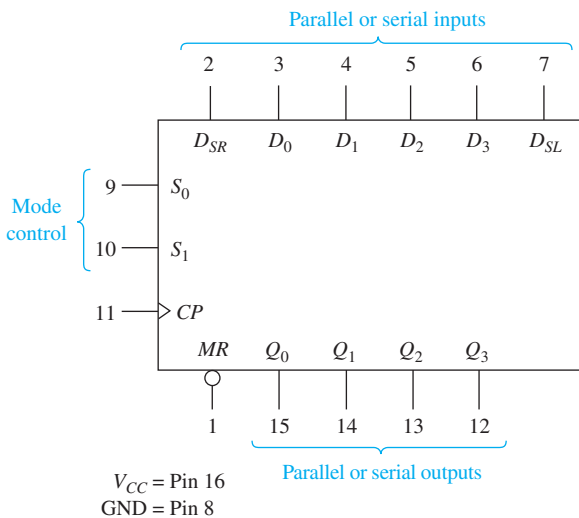 Parallel or serial inputs
2 3 4 5 6 7
D_SR D_0 D_1 D_2 D_3 D_SL
9 S_0
Mode control
10 S_1
11 CP
MR Q_0 Q_1 Q_2 Q_3
1 15 14 13 12
Parallel or serial outputs
V_CC = Pin 16
GND = Pin 8